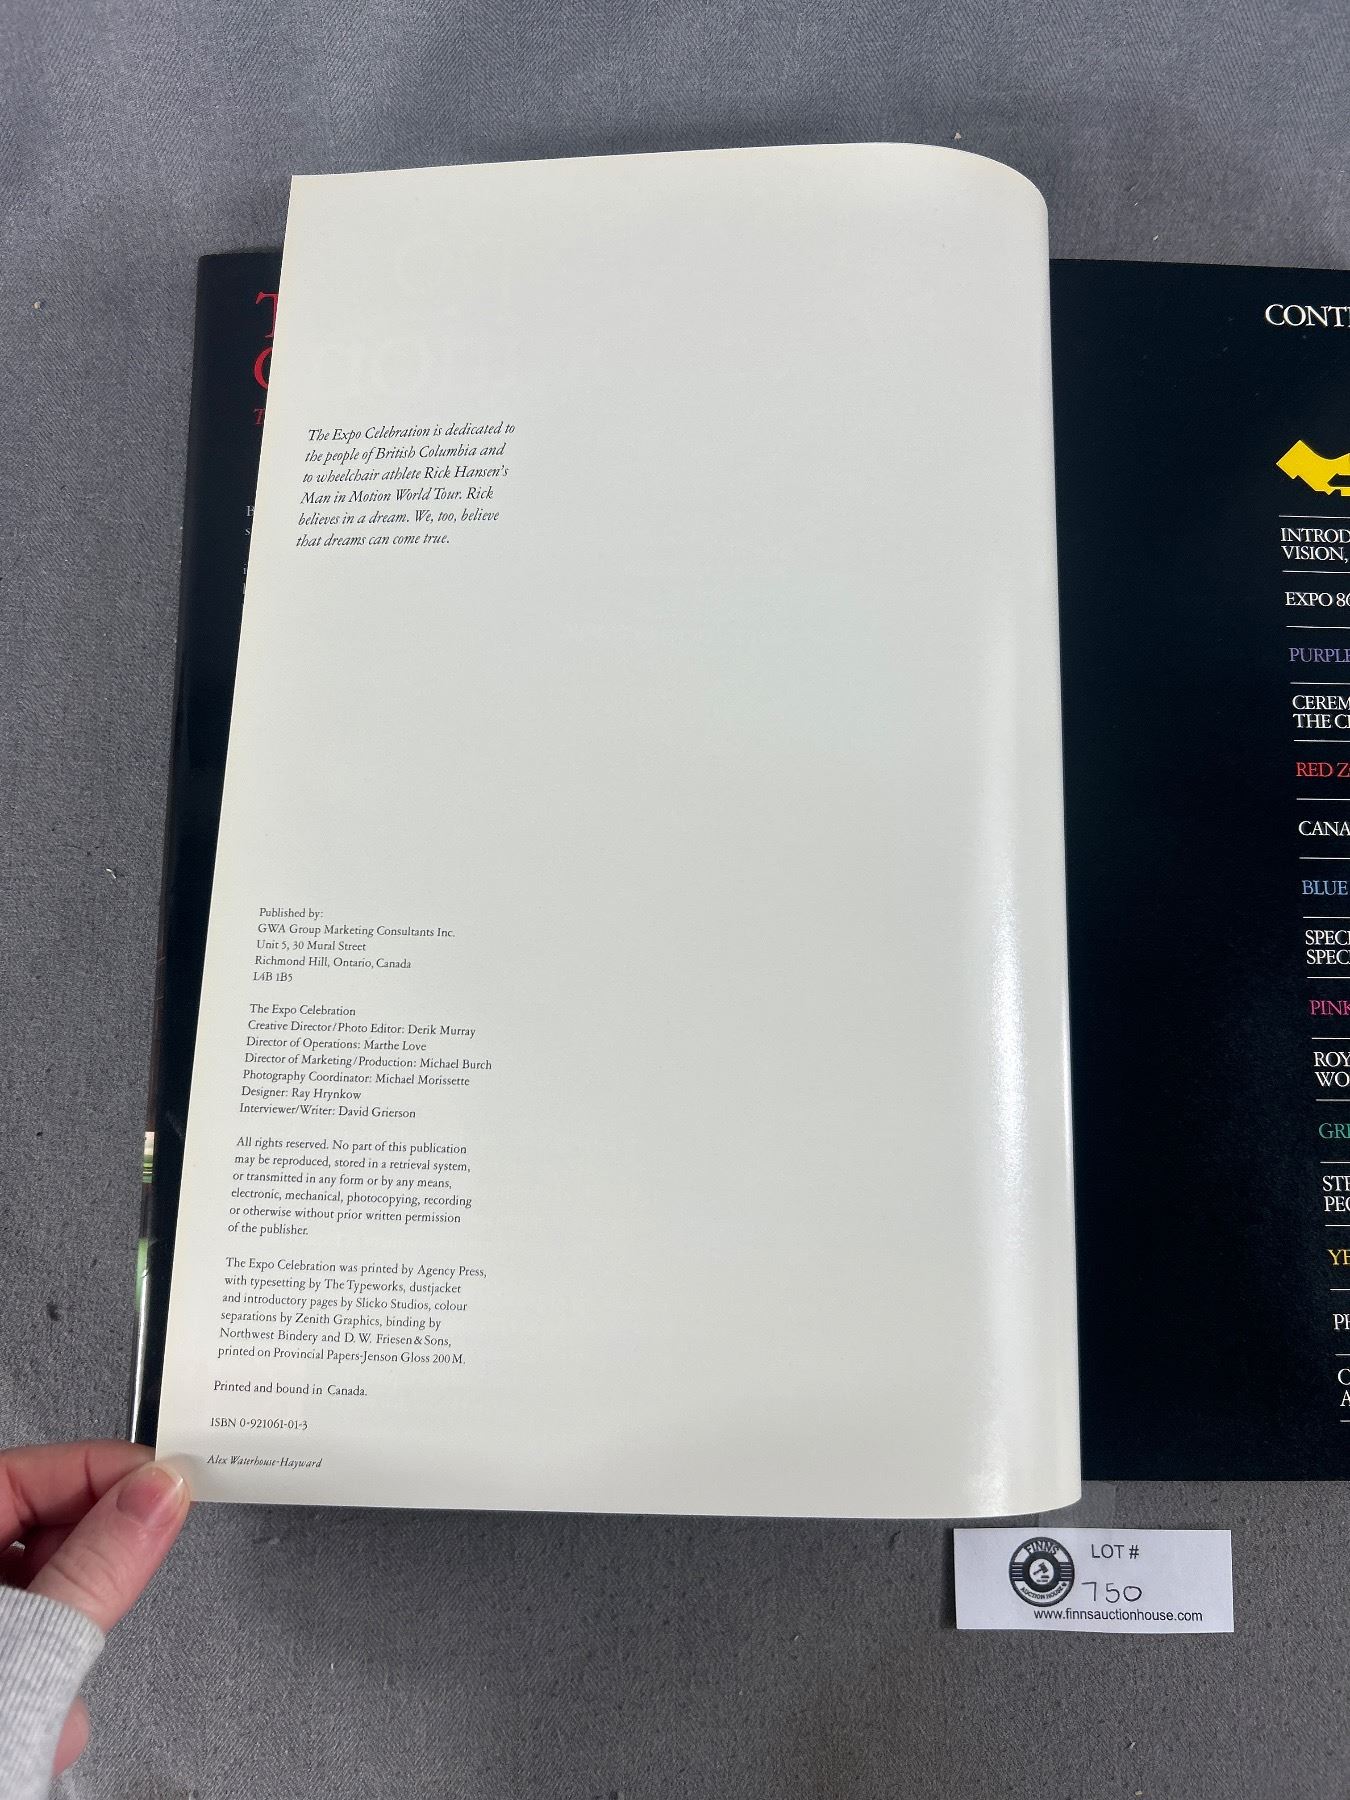 The Expo Celebration is dedicated to
the people of British Columbia and
to wheelchair athlete Rick Hansen's
Man in Motion World Tour. Rick
believes in a dream. We, too, believe
that dreams can come true.
Published by:
GWA Group Marketing Consultants Inc.
Unit 5, 30 Mural Street
Richmond Hill, Ontario, Canada
L4B 1B5
The Expo Celebration
Creative Director/Photo Editor: Derik Murray
Director of Operations: Marthe Love
Director of Marketing/Production: Michael Burch
Photography Coordinator: Michael Morissette
Designer: Ray Hrynkow
Interviewer/Writer: David Grierson
All rights reserved. No part of this publication
may be reproduced, stored in a retrieval system,
or transmitted in any form or by any means,
electronic, mechanical, photocopying, recording
or otherwise without prior written permission
of the publisher.
The Expo Celebration was printed by Agency Press,
with typesetting by The Typeworks, dustjacket
and introductory pages by Slicko Studios, colour
separations by Zenith Graphics, binding by
Northwest Bindery and D. W. Friesen & Sons,
printed on Provincial Papers-Jenson Gloss 200 M.
Printed and bound in Canada.
ISBN 0-921061-01-3
Alex Waterhouse-Hayward
CONT
INTROD
VISION,
EXPO 86
PURPLE
CEREM
THE C
RED Z
CANA
BLUE
SPECI
SPEC
PINK
ROY
WO
GRE
STE
PEO
YE
PE
O
A
FINNS
AUCTION HOUSE
LOT #
750
www.finnsauctionhouse.com